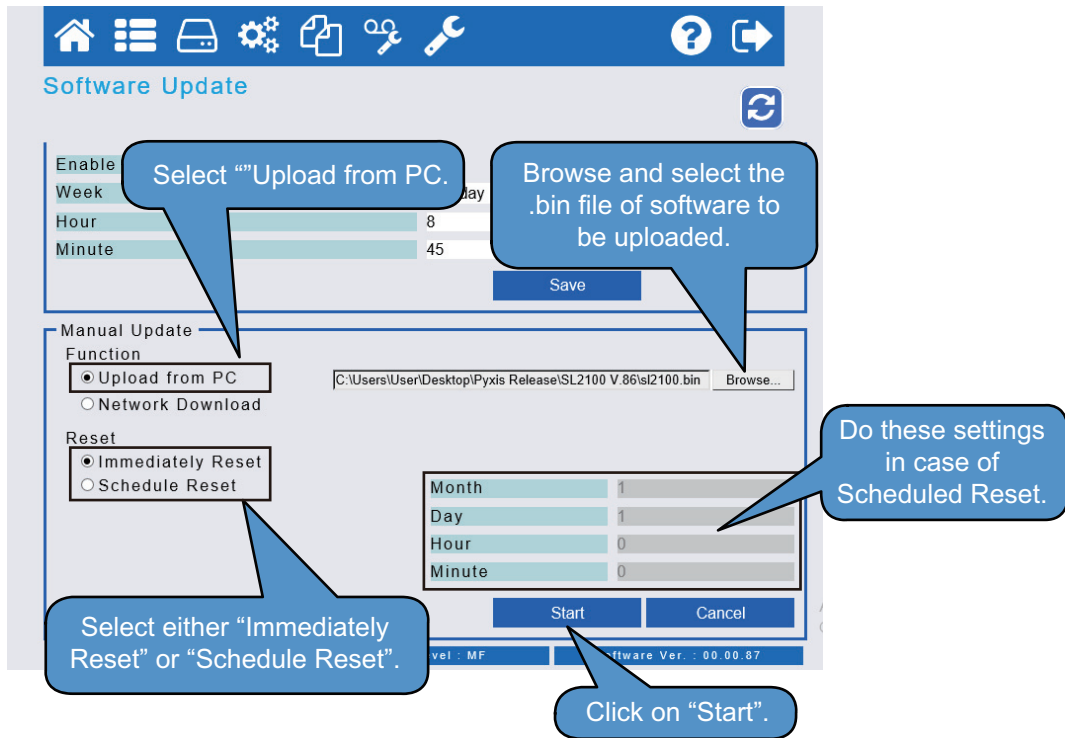 Software Update
Enable
Select “”Upload from PC.
Week
day
Hour
8
Minute
45
Browse and select the
.bin file of software to
be uploaded.
Save
Manual Update
Function
Upload from PC
C:\Users\User\Desktop\Pyxis Release\SL2100 V.86\sl2100.bin
Browse...
Network Download
Reset
Immediately Reset
Schedule Reset
Do these settings
in case of
Scheduled Reset.
Month
1
Day
1
Hour
0
Minute
0
Start
Cancel
Select either “Immediately
Reset” or “Schedule Reset”.
vel : MF
ftware Ver. : 00.00.87
Click on “Start”.